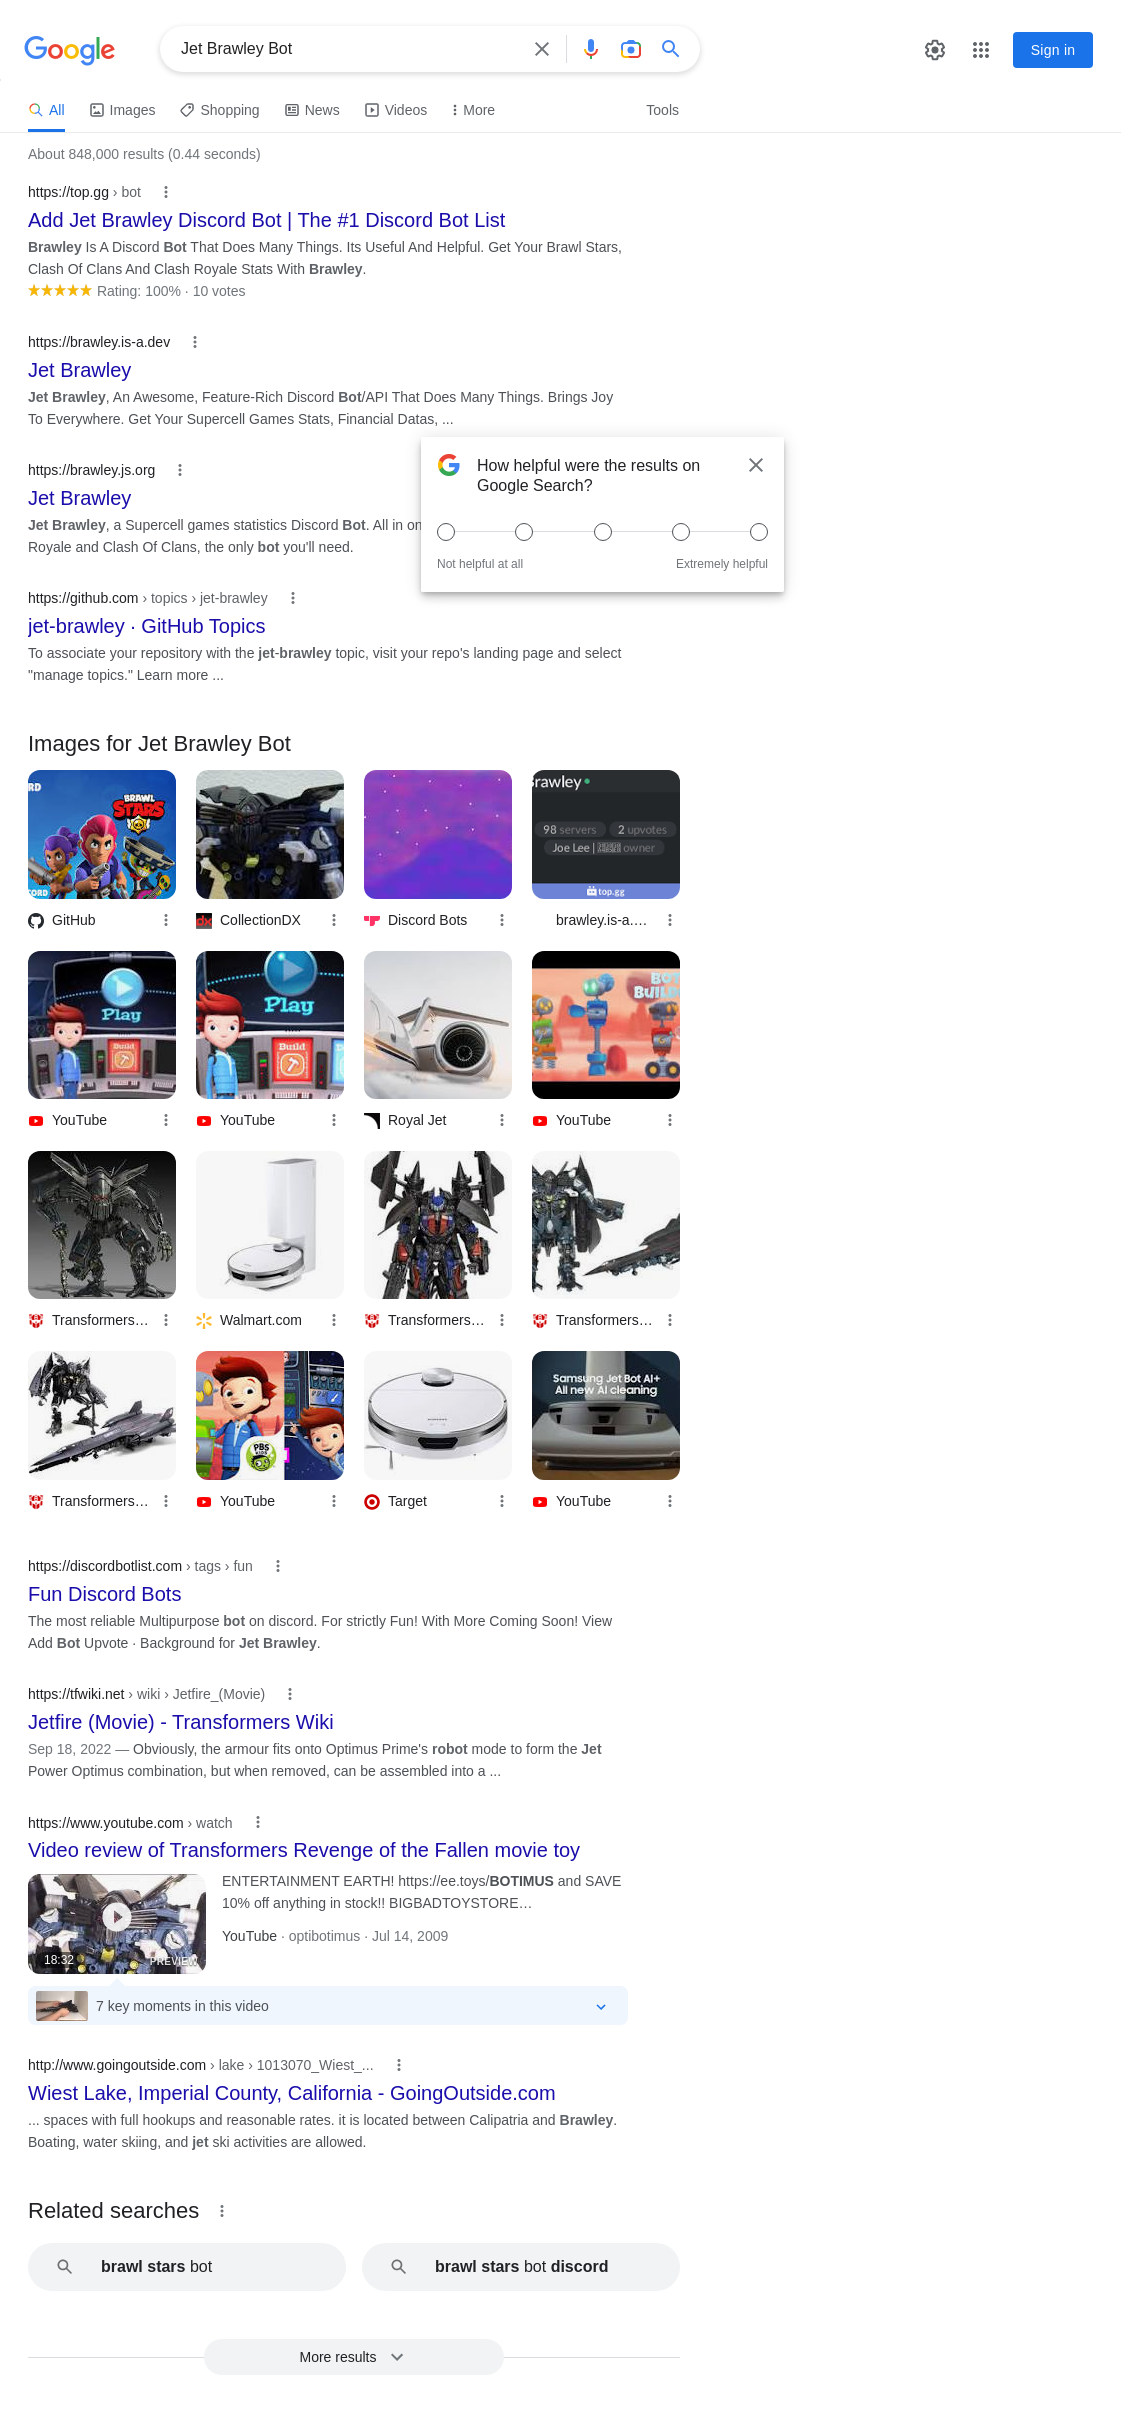 Google
Jet Brawley Bot
Sign in
All
Images
Shopping
News
Videos
More
Tools
About 848,000 results (0.44 seconds)
https://top.gg › bot
Add Jet Brawley Discord Bot | The #1 Discord Bot List
Brawley Is A Discord Bot That Does Many Things. Its Useful And Helpful. Get Your Brawl Stars,
Clash Of Clans And Clash Royale Stats With Brawley.
Rating: 100% · 10 votes
https://brawley.is-a.dev
Jet Brawley
Jet Brawley, An Awesome, Feature-Rich Discord Bot/API That Does Many Things. Brings Joy
To Everywhere. Get Your Supercell Games Stats, Financial Datas, ...
https://brawley.js.org
Jet Brawley
Jet Brawley, a Supercell games statistics Discord Bot. All in on
Royale and Clash Of Clans, the only bot you'll need.
How helpful were the results on
Google Search?
Not helpful at all
Extremely helpful
https://github.com › topics › jet-brawley
jet-brawley · GitHub Topics
To associate your repository with the jet-brawley topic, visit your repo's landing page and select
"manage topics." Learn more ...
Images for Jet Brawley Bot
RD
BRAWL
STARS
CORD
Brawley
98 servers
2 upvotes
Joe Lee |
owner
top.gg
GitHub
dx
CollectionDX
Discord Bots
brawley.is-a....
Play
Play
Build
BOT
BUILD
YouTube
YouTube
Royal Jet
YouTube
Transformers...
Walmart.com
Transformers...
Transformers...
PBS
KIDS
Samsung Jet Bot AI+
All new AI cleaning
Transformers...
YouTube
Target
YouTube
https://discordbotlist.com › tags › fun
Fun Discord Bots
The most reliable Multipurpose bot on discord. For strictly Fun! With More Coming Soon! View
Add Bot Upvote · Background for Jet Brawley.
https://tfwiki.net › wiki › Jetfire_(Movie)
Jetfire (Movie) - Transformers Wiki
Sep 18, 2022 — Obviously, the armour fits onto Optimus Prime's robot mode to form the Jet
Power Optimus combination, but when removed, can be assembled into a ...
https://www.youtube.com › watch
Video review of Transformers Revenge of the Fallen movie toy
ENTERTAINMENT EARTH! https://ee.toys/BOTIMUS and SAVE
10% off anything in stock!! BIGBADTOYSTORE...
YouTube · optibotimus · Jul 14, 2009
18:32
PREVIEW
7 key moments in this video
http://www.goingoutside.com › lake › 1013070_Wiest_...
Wiest Lake, Imperial County, California - GoingOutside.com
... spaces with full hookups and reasonable rates. it is located between Calipatria and Brawley.
Boating, water skiing, and jet ski activities are allowed.
Related searches
brawl stars bot
brawl stars bot discord
More results